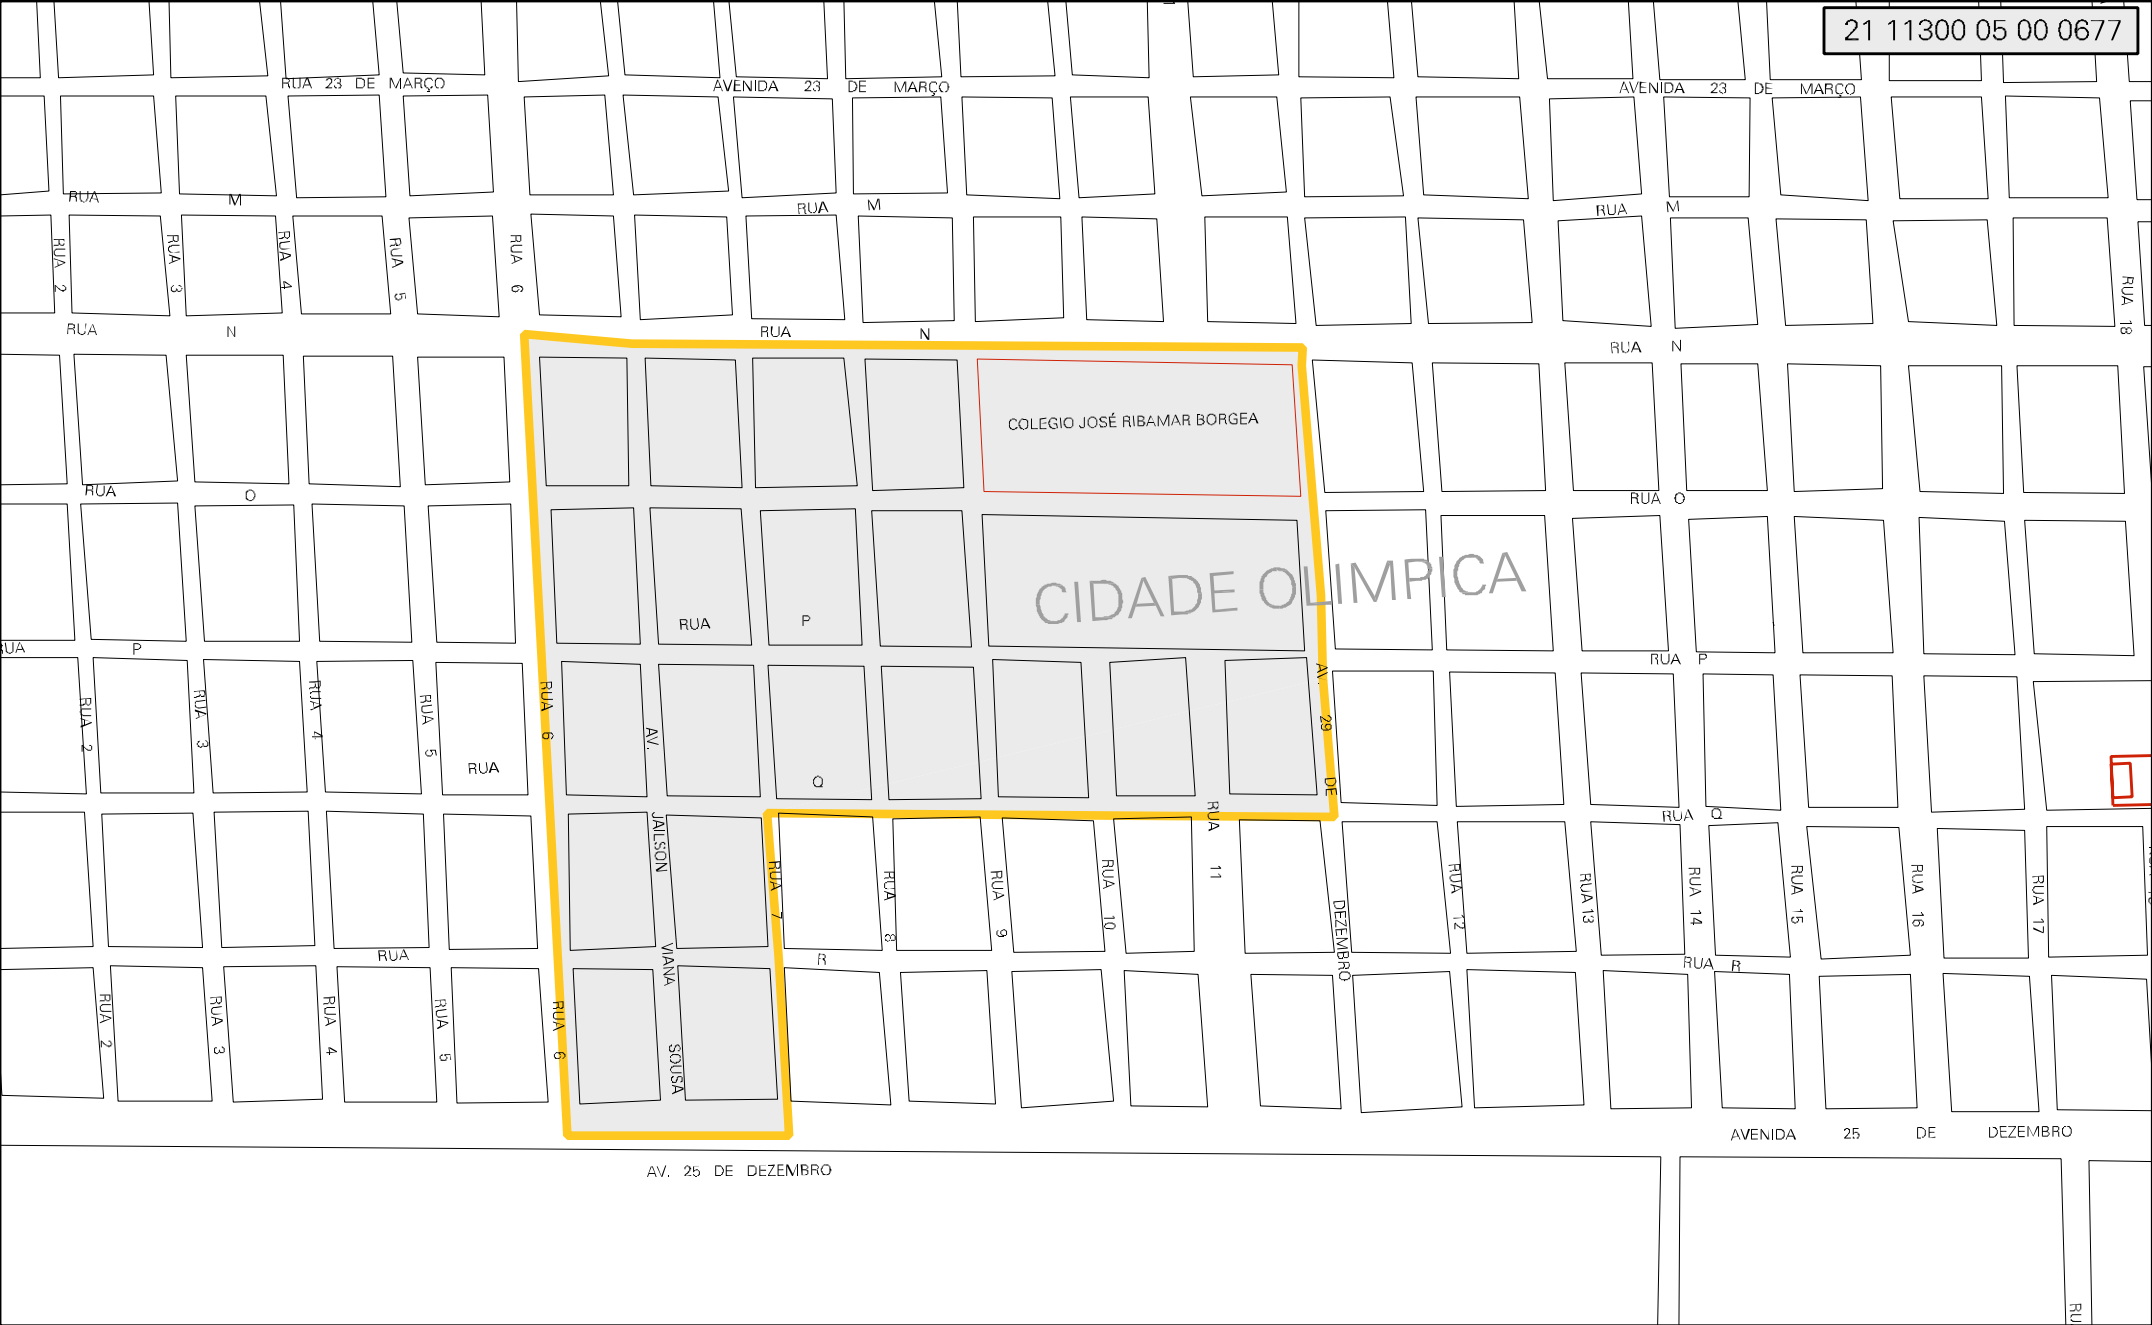 21 11300 05 00 0677
RUA 23 DE MARÇO
AVENIDA 23 DE MARÇO
AVENIDA 23 DE MARÇO
RUA M
RUA M
RUA M
RUA 2
RUA 3
RUA 4
RUA 5
RUA 6
RUA 18
RUA N
RUA N
RUA N
COLEGIO JOSÉ RIBAMAR BORGEA
RUA O
RUA O
CIDADE OLIMPICA
RUA P
RUA P
RUA P
RUA 2
RUA 3
RUA 4
RUA 5
RUA 6
RUA Q
RUA Q
AV. JAILSON VIANA SOUSA
AV. 29 DE DEZEMBRO
RUA 7
RUA 8
RUA 9
RUA 10
RUA 11
RUA 12
RUA 13
RUA 14
RUA 15
RUA 16
RUA 17
RUA R
RUA R
RUA 2
RUA 3
RUA 4
RUA 5
RUA 6
AVENIDA 25 DE DEZEMBRO
AV. 25 DE DEZEMBRO